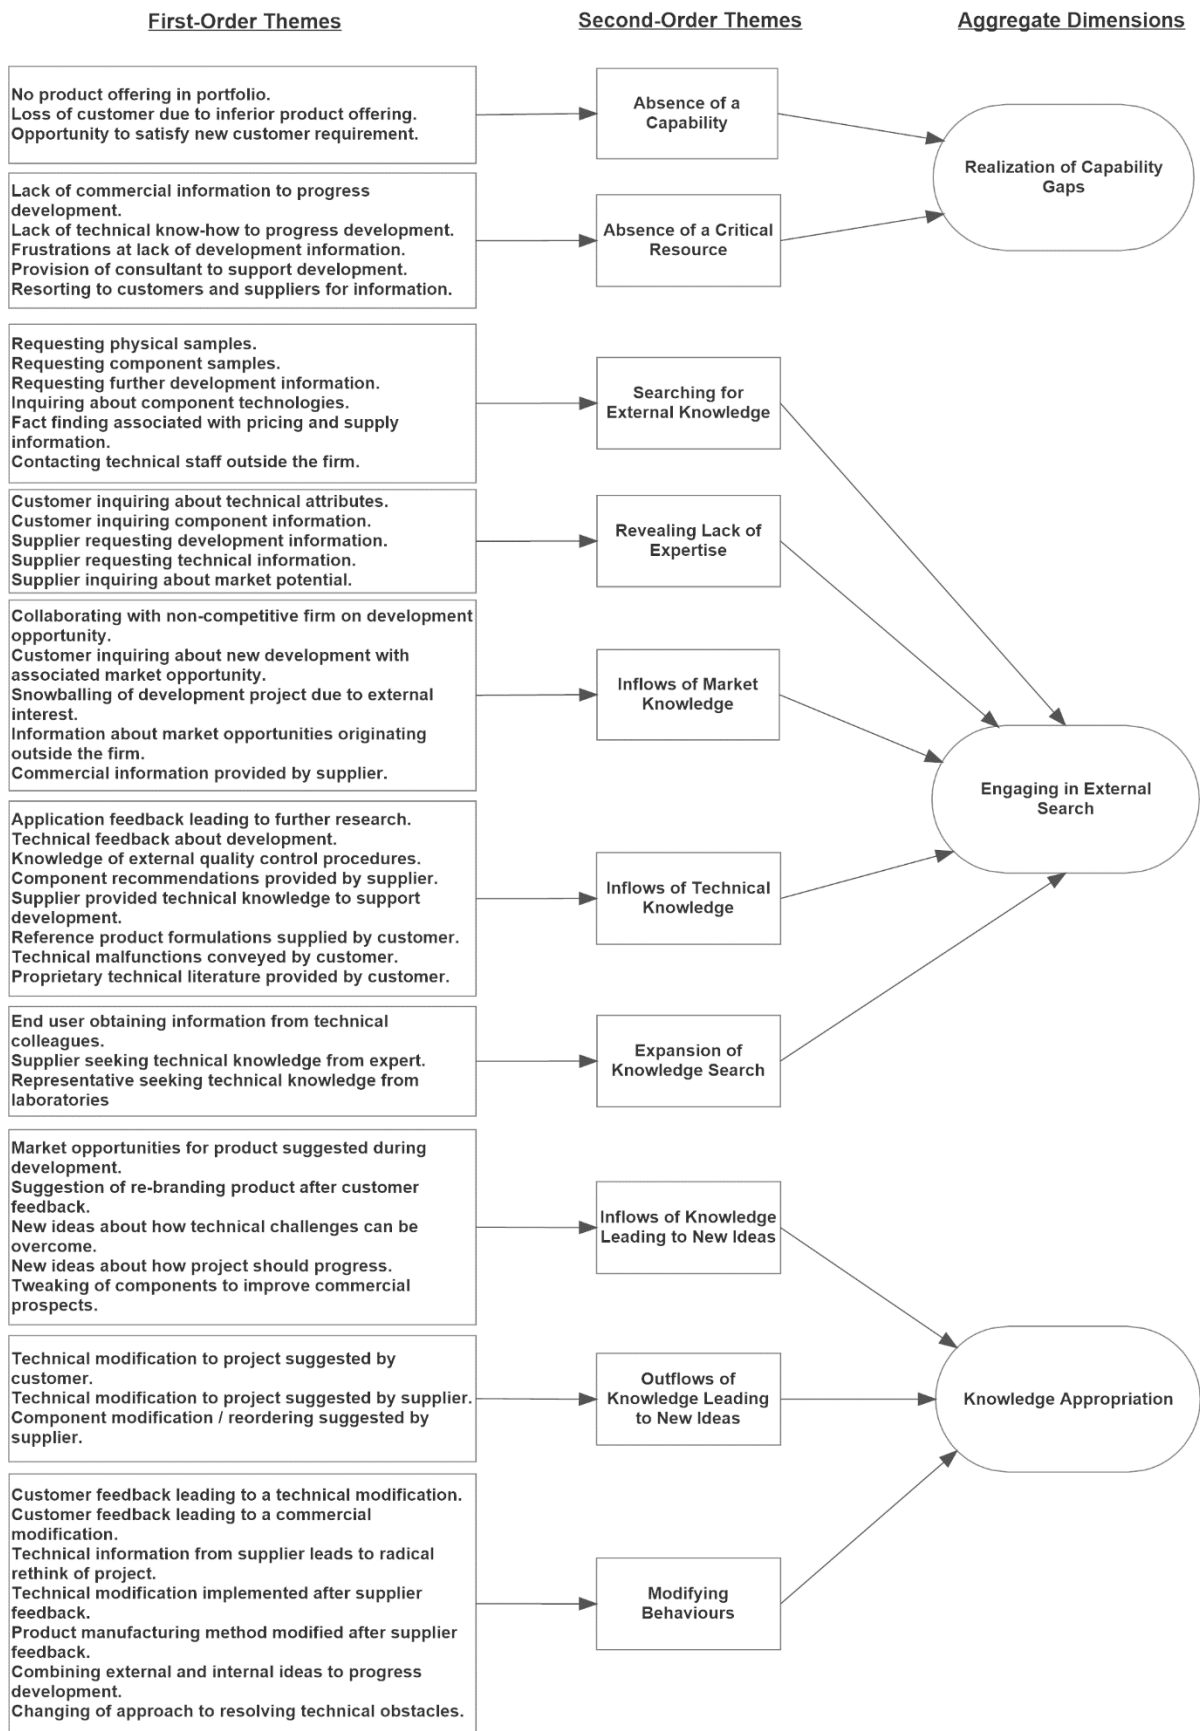 First-Order Themes
Second-Order Themes
Aggregate Dimensions
No product offering in portfolio.
Loss of customer due to inferior product offering.
Opportunity to satisfy new customer requirement.
Absence of a
Capability
Realization of Capability
Gaps
Lack of commercial information to progress
development.
Lack of technical know-how to progress development.
Frustrations at lack of development information.
Provision of consultant to support development.
Resorting to customers and suppliers for information.
Absence of a Critical
Resource
Requesting physical samples.
Requesting component samples.
Requesting further development information.
Inquiring about component technologies.
Fact finding associated with pricing and supply
information.
Contacting technical staff outside the firm.
Searching for
External Knowledge
Customer inquiring about technical attributes.
Customer inquiring component information.
Supplier requesting development information.
Supplier requesting technical information.
Supplier inquiring about market potential.
Revealing Lack of
Expertise
Collaborating with non-competitive firm on development
opportunity.
Customer inquiring about new development with
associated market opportunity.
Snowballing of development project due to external
interest.
Information about market opportunities originating
outside the firm.
Commercial information provided by supplier.
Inflows of Market
Knowledge
Engaging in External
Search
Application feedback leading to further research.
Technical feedback about development.
Knowledge of external quality control procedures.
Component recommendations provided by supplier.
Supplier provided technical knowledge to support
development.
Reference product formulations supplied by customer.
Technical malfunctions conveyed by customer.
Proprietary technical literature provided by customer.
Inflows of Technical
Knowledge
End user obtaining information from technical
colleagues.
Supplier seeking technical knowledge from expert.
Representative seeking technical knowledge from
laboratories
Expansion of
Knowledge Search
Market opportunities for product suggested during
development.
Suggestion of re-branding product after customer
feedback.
New ideas about how technical challenges can be
overcome.
New ideas about how project should progress.
Tweaking of components to improve commercial
prospects.
Inflows of Knowledge
Leading to New Ideas
Technical modification to project suggested by
customer.
Technical modification to project suggested by supplier.
Component modification / reordering suggested by
supplier.
Outflows of
Knowledge Leading
to New Ideas
Knowledge Appropriation
Customer feedback leading to a technical modification.
Customer feedback leading to a commercial
modification.
Technical information from supplier leads to radical
rethink of project.
Technical modification implemented after supplier
feedback.
Product manufacturing method modified after supplier
feedback.
Combining external and internal ideas to progress
development.
Changing of approach to resolving technical obstacles.
Modifying
Behaviours